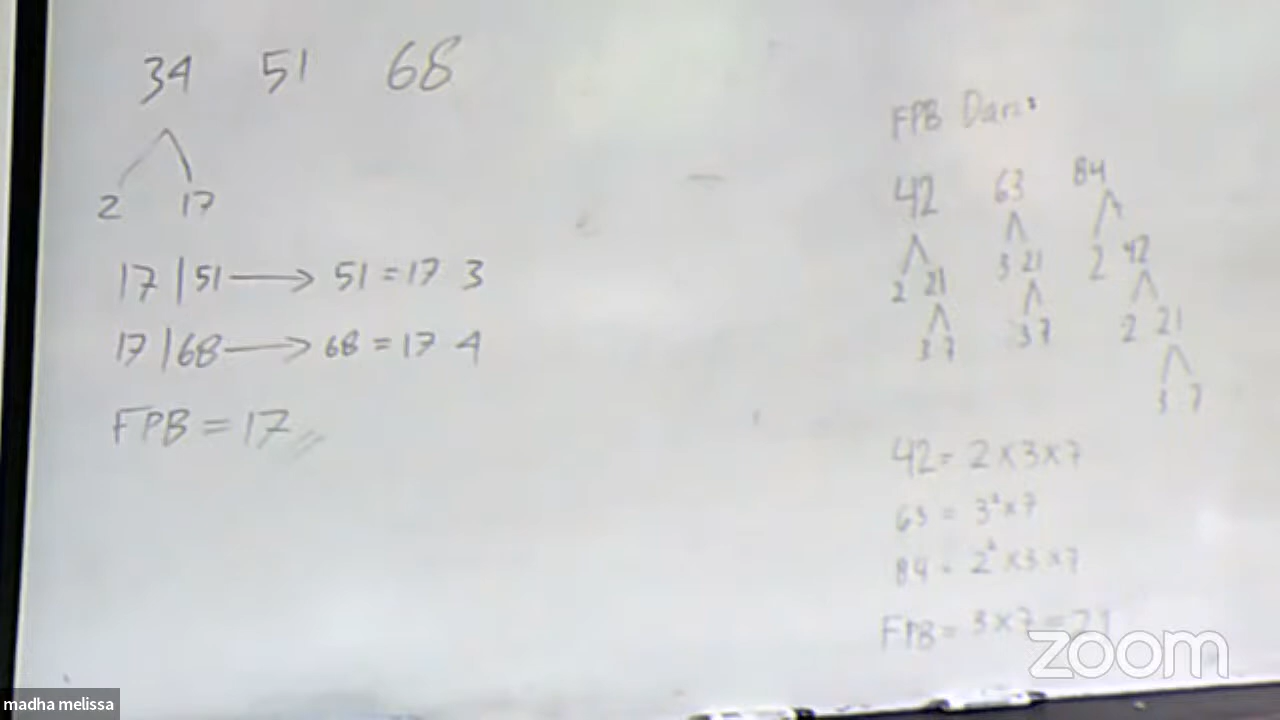 34 51 68
2 17
17 | 51 → 51 = 17 3
17 | 68 → 68 = 17 4
FPB = 17
FPB Dari:
42 63 84
2 21 3 21 2 42
3 7 3 7 2 21
3 7
42 = 2 x 3 x 7
63 = 3² x 7
84 = 2² x 3 x 7
FPB = 3 x 7 = 21
zoom
madha melissa